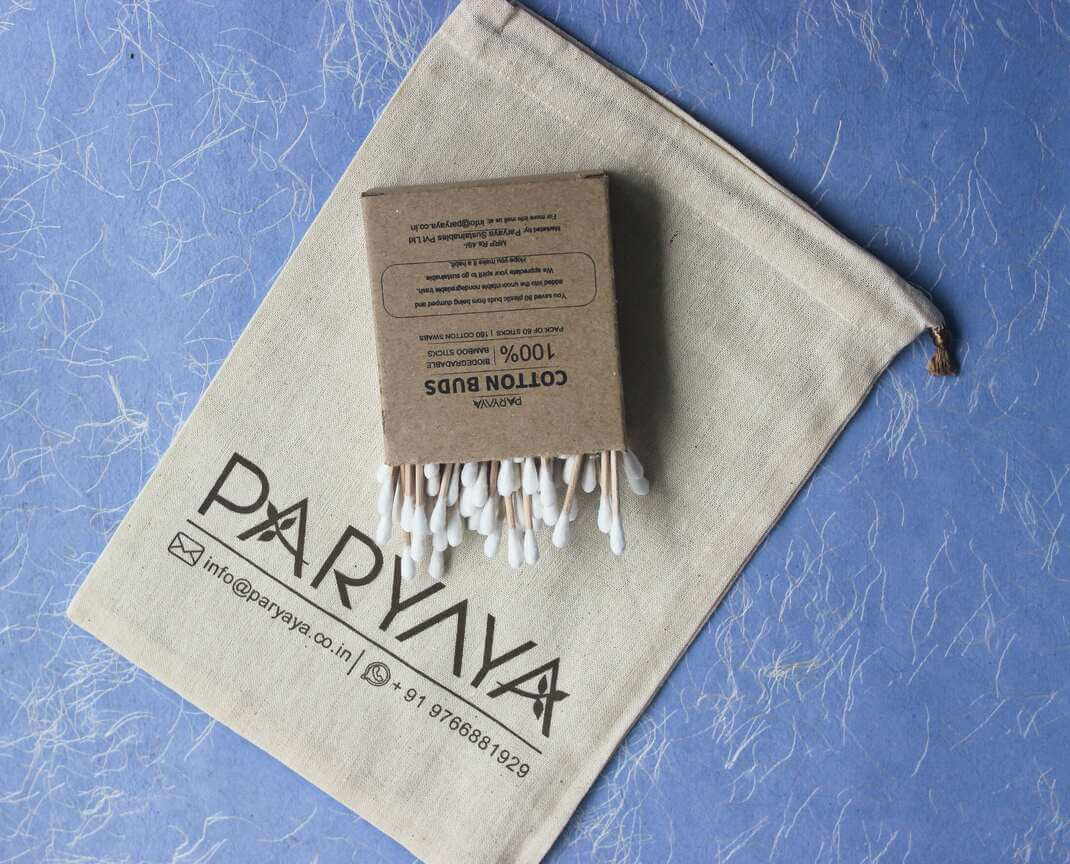 PARYAYA
COTTON BUDS
100%
BIODEGRADABLE
BAMBOO STICKS
PACK OF 80 STICKS | 160 COTTON SWABS
You saved 80 plastic buds from being dumped and
added into the uncountable nondegradable trash.
We appreciate your spirit to go sustainable.
Hope you make it a habit.
MRP Rs.49/-
Marketed by: Paryaya Sustainables Pvt Ltd
For more info mail us at: info@paryaya.co.in
PARYAYA
info@paryaya.co.in | + 91 9766881929